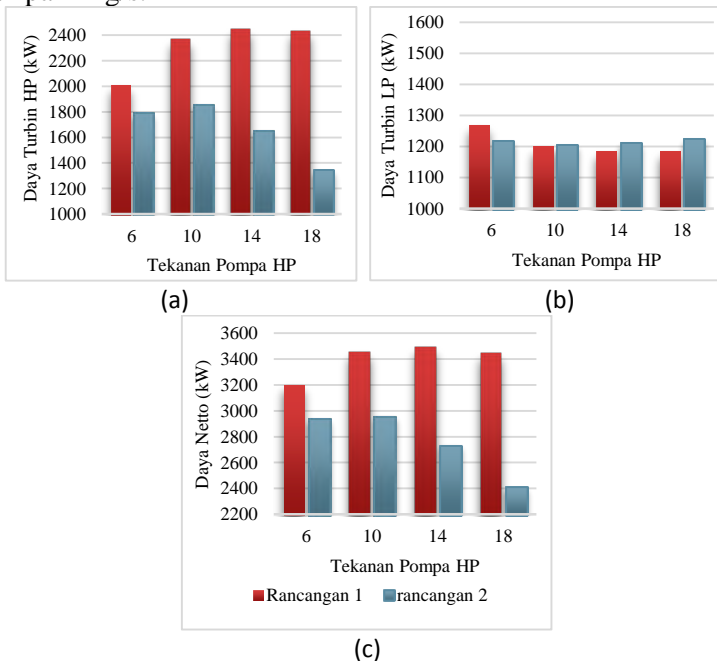 Daya Turbin HP (kW)
2400
2200
2000
1800
1600
1400
1200
1000
6 10 14 18
Tekanan Pompa HP
(a)
Daya Turbin LP (kW)
1600
1500
1400
1300
1200
1100
1000
6 10 14 18
Tekanan Pompa HP
(b)
Daya Netto (kW)
3600
3400
3200
3000
2800
2600
2400
2200
6 10 14 18
Tekanan Pompa HP
Rancangan 1 rancangan 2
(c)